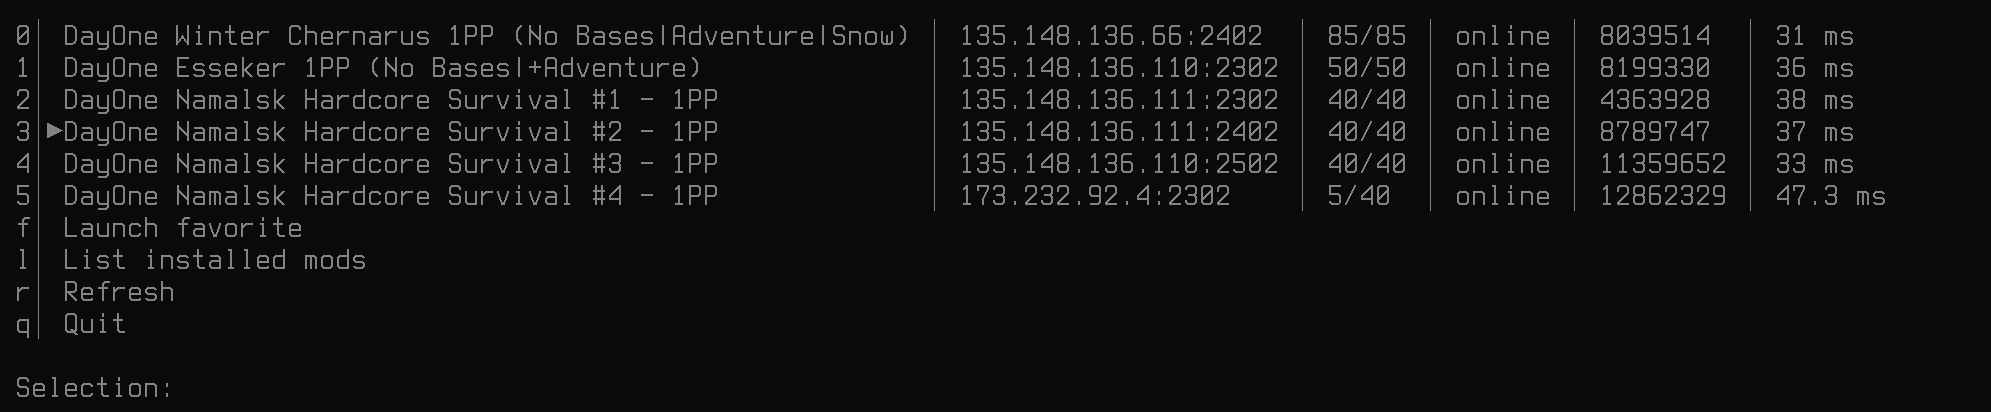 0│ DayOne Winter Chernarus 1PP (No Bases|Adventure|Snow) │ 135.148.136.66:2402 │ 85/85 │ online │ 8039514 │ 31 ms
1│ DayOne Esseker 1PP (No Bases|+Adventure) │ 135.148.136.110:2302 │ 50/50 │ online │ 8199330 │ 36 ms
2│ DayOne Namalsk Hardcore Survival #1 - 1PP │ 135.148.136.111:2302 │ 40/40 │ online │ 4363928 │ 38 ms
3│►DayOne Namalsk Hardcore Survival #2 - 1PP │ 135.148.136.111:2402 │ 40/40 │ online │ 8789747 │ 37 ms
4│ DayOne Namalsk Hardcore Survival #3 - 1PP │ 135.148.136.110:2502 │ 40/40 │ online │ 11359652 │ 33 ms
5│ DayOne Namalsk Hardcore Survival #4 - 1PP │ 173.232.92.4:2302 │ 5/40 │ online │ 12862329 │ 47.3 ms
f│ Launch favorite
l│ List installed mods
r│ Refresh
q│ Quit
Selection: